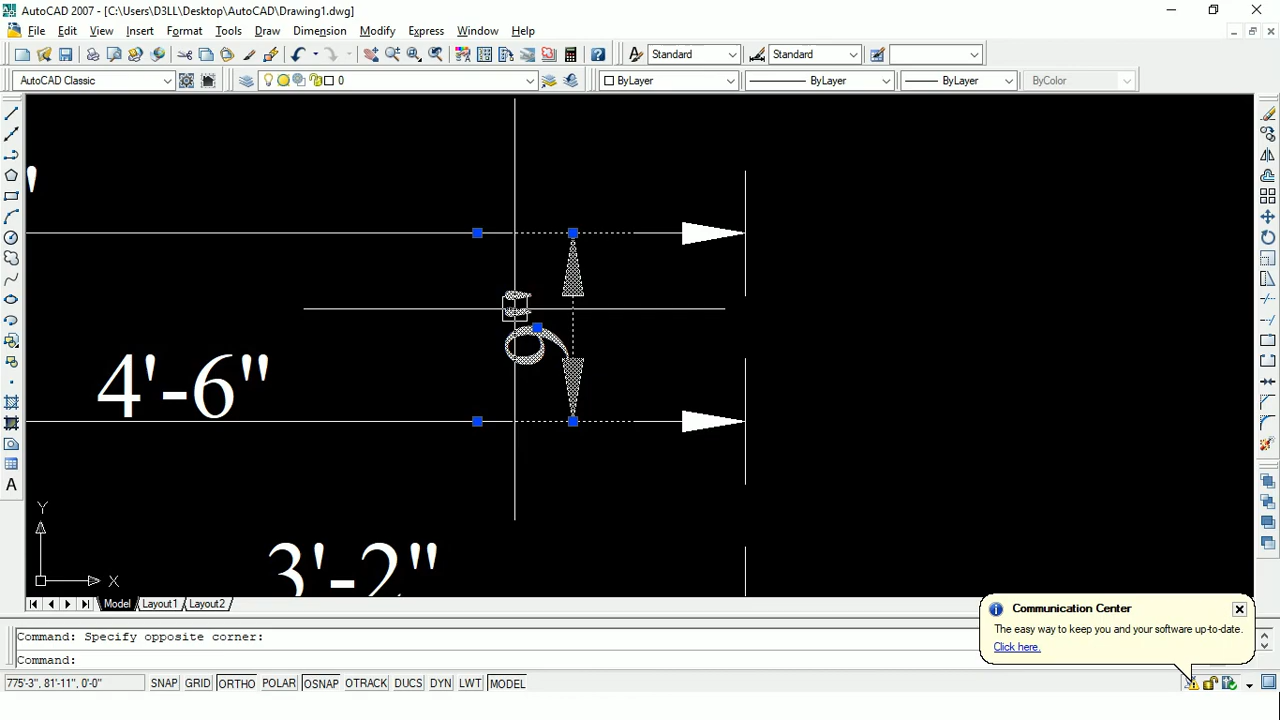 AutoCAD 2007 - [C:\Users\D3LL\Desktop\AutoCAD\Drawing1.dwg]
File Edit View Insert Format Tools Draw Dimension Modify Express Window Help
Standard Standard
AutoCAD Classic 0 ByLayer ByLayer ByLayer ByColor
"
6"
4'-6"
3'-2"
Y
X
Model Layout1 Layout2
Communication Center
The easy way to keep you and your software up-to-date.
Click here.
Command: Specify opposite corner:
Command:
775'-3", 81'-11", 0'-0" SNAP GRID ORTHO POLAR OSNAP OTRACK DUCS DYN LWT MODEL